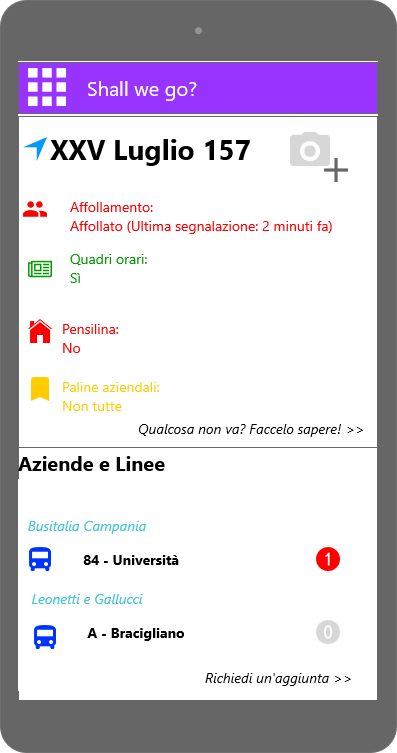 Shall we go?
XXV Luglio 157
Affollamento:
Affollato (Ultima segnalazione: 2 minuti fa)
Quadri orari:
Sì
Pensilina:
No
Paline aziendali:
Non tutte
Qualcosa non va? Faccelo sapere! >>
Aziende e Linee
Busitalia Campania
84 - Università 1
Leonetti e Gallucci
A - Bracigliano 0
Richiedi un'aggiunta >>